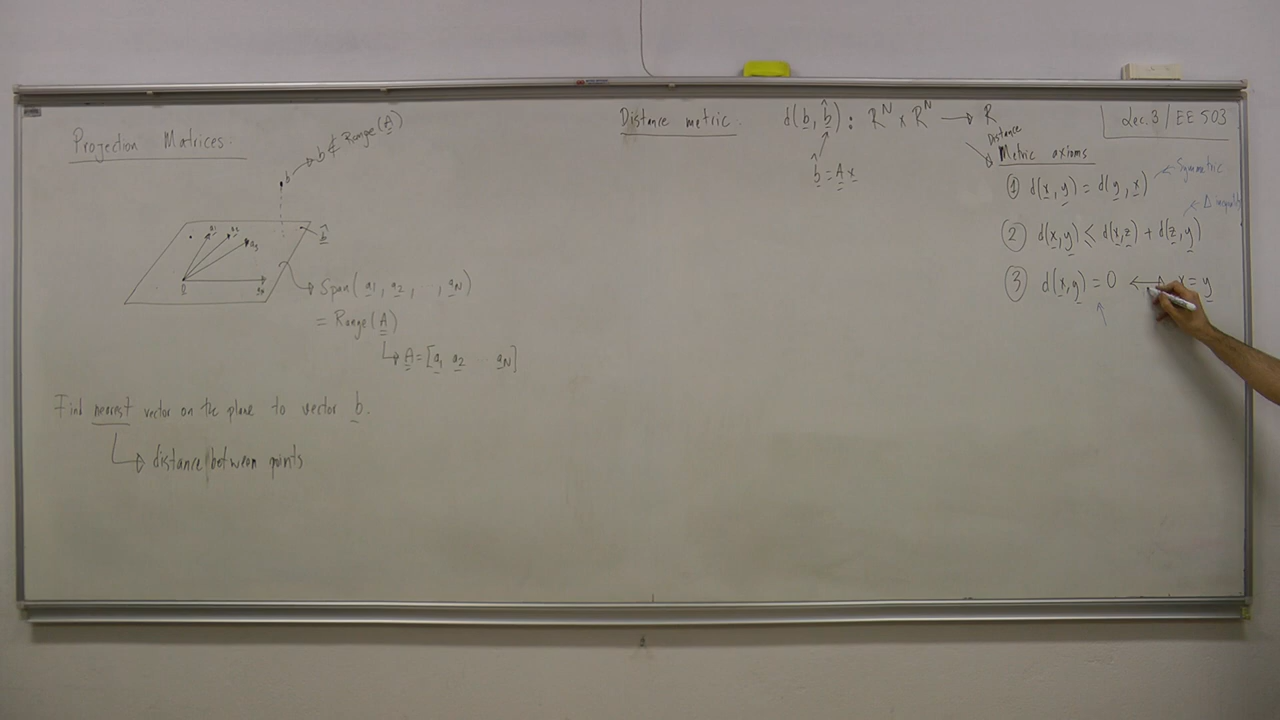 Projection Matrices:
b ∉ Range(A)
b
a1 a2 a3
b̂
0
Span(a1, a2, . , aN)
= Range(A)
A = [a1 a2 aN]
Find nearest vector on the plane to vector b.
distance between points
Distance metric: d(b, b̂) : R^N x R^N → R
b̂ = A x
Lec. 3 / EE 503
Distance
Metric axioms
① d(x, y) = d(y, x)
Symmetric
② d(x,y) ≤ d(x,z) + d(z,y)
Δ inequality
③ d(x,y) = 0 ↔ x = y